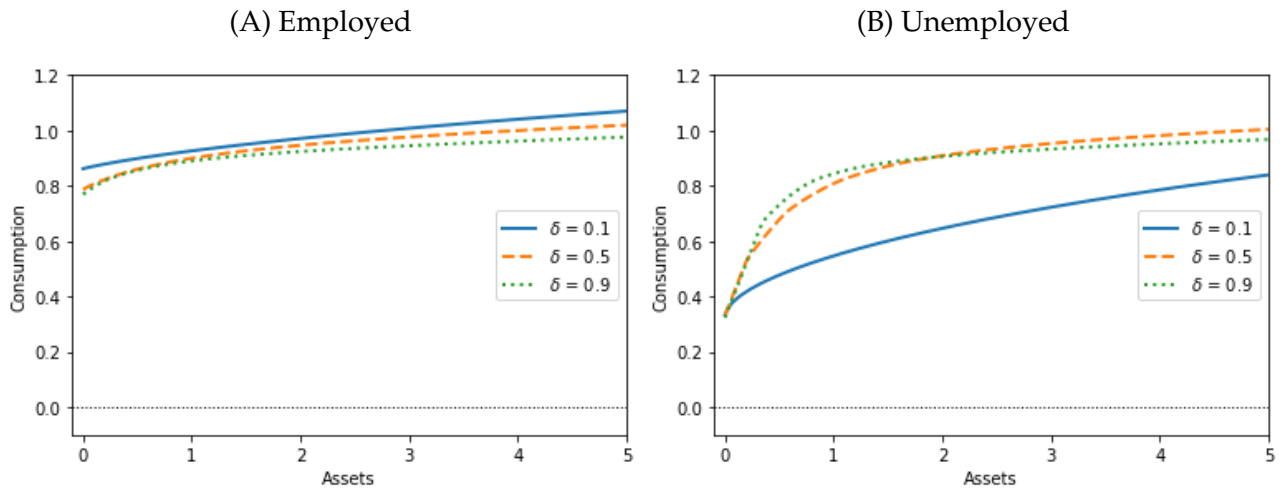 (A) Employed
1.2
1.0
0.8
0.6
0.4
0.2
0.0
Consumption
δ = 0.1
δ = 0.5
δ = 0.9
0 1 2 3 4 5
Assets
(B) Unemployed
1.2
1.0
0.8
0.6
0.4
0.2
0.0
Consumption
δ = 0.1
δ = 0.5
δ = 0.9
0 1 2 3 4 5
Assets